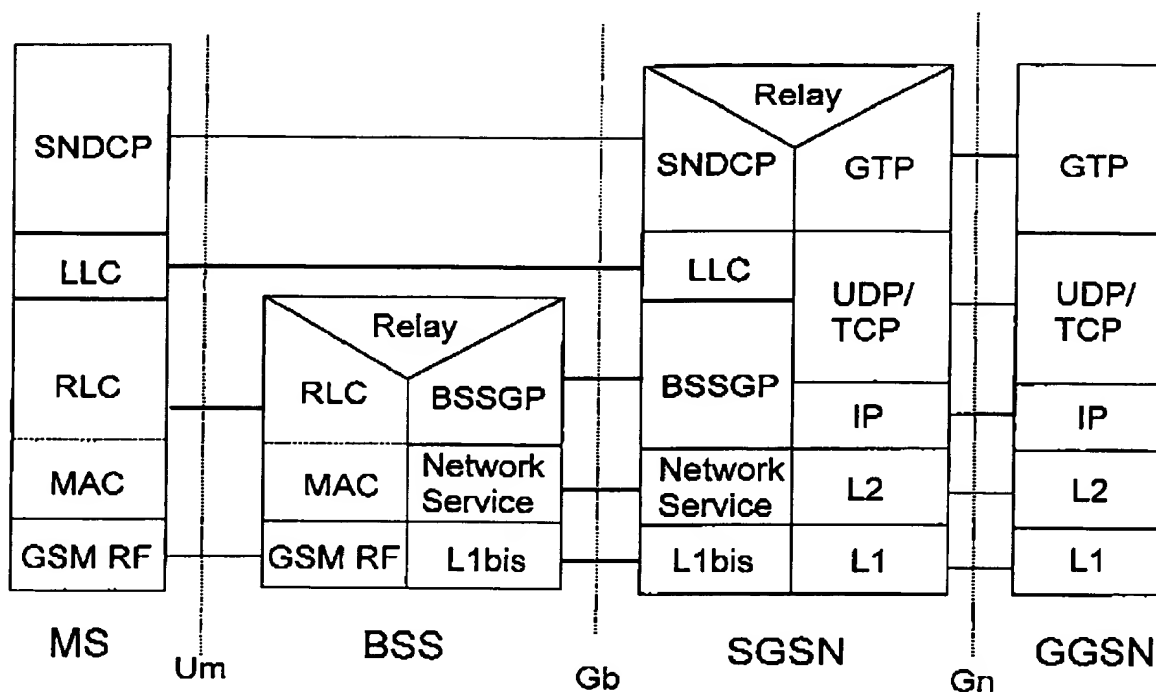 Relay
SNDCP
SNDCP
GTP
GTP
LLC
LLC
UDP/
TCP
UDP/
TCP
Relay
RLC
RLC
BSSGP
BSSGP
IP
IP
MAC
MAC
Network
Service
Network
Service
L2
L2
GSM RF
GSM RF
L1bis
L1bis
L1
L1
MS
Um
BSS
Gb
SGSN
Gn
GGSN